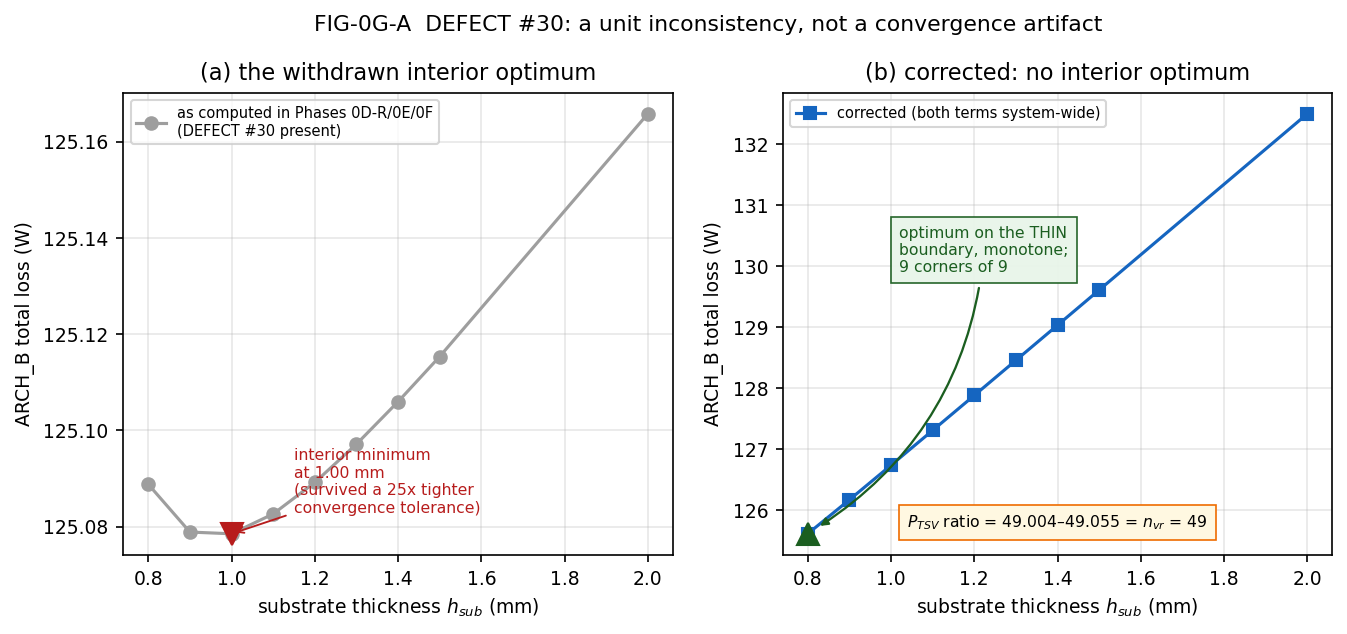 FIG-0G-A  DEFECT #30: a unit inconsistency, not a convergence artifact
(a) the withdrawn interior optimum
as computed in Phases 0D-R/0E/0F
(DEFECT #30 present)
125.16
125.14
125.12
125.10
125.08
ARCH_B total loss (W)
interior minimum
at 1.00 mm
(survived a 25x tighter
convergence tolerance)
0.8 1.0 1.2 1.4 1.6 1.8 2.0
substrate thickness h_sub (mm)
(b) corrected: no interior optimum
corrected (both terms system-wide)
132
131
130
129
128
127
126
ARCH_B total loss (W)
optimum on the THIN
boundary, monotone;
9 corners of 9
P_TSV ratio = 49.004–49.055 = n_vr = 49
0.8 1.0 1.2 1.4 1.6 1.8 2.0
substrate thickness h_sub (mm)